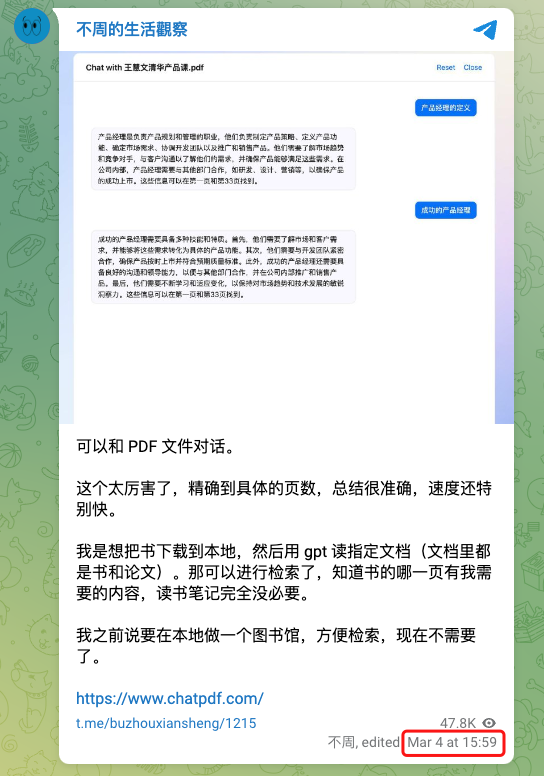 不周的生活觀察
Chat with 王慧文清华产品课.pdf
Reset Close
产品经理的定义
产品经理是负责产品规划和管理的职业，他们负责制定产品策略、定义产品功
能、确定市场需求、协调开发团队以及推广和销售产品。他们需要了解市场趋势
和竞争对手，与客户沟通以了解他们的需求，并确保产品能够满足这些需求。在
公司内部，产品经理需要与其他部门合作，如研发、设计、营销等，以确保产品
的成功上市。这些信息可以在第一页和第33页找到。
成功的产品经理
成功的产品经理需要具备多种技能和特质。首先，他们需要了解市场和客户需
求，并能够将这些需求转化为具体的产品功能。其次，他们需要与开发团队紧密
合作，确保产品按时上市并符合预期质量标准。此外，成功的产品经理还需要具
备良好的沟通和领导能力，以便与其他部门合作，并在公司内部推广和销售产
品。最后，他们需要不断学习和适应变化，以保持对市场趋势和技术发展的敏锐
洞察力。这些信息可以在第一页和第33页找到。
可以和 PDF 文件对话。
这个太厉害了，精确到具体的页数，总结很准确，速度还特
别快。
我是想把书下载到本地，然后用 gpt 读指定文档（文档里都
是书和论文）。那可以进行检索了，知道书的哪一页有我需
要的内容，读书笔记完全没必要。
我之前说要在本地做一个图书馆，方便检索，现在不需要
了。
https://www.chatpdf.com/
t.me/buzhouxiansheng/1215
47.8K
不周, edited Mar 4 at 15:59